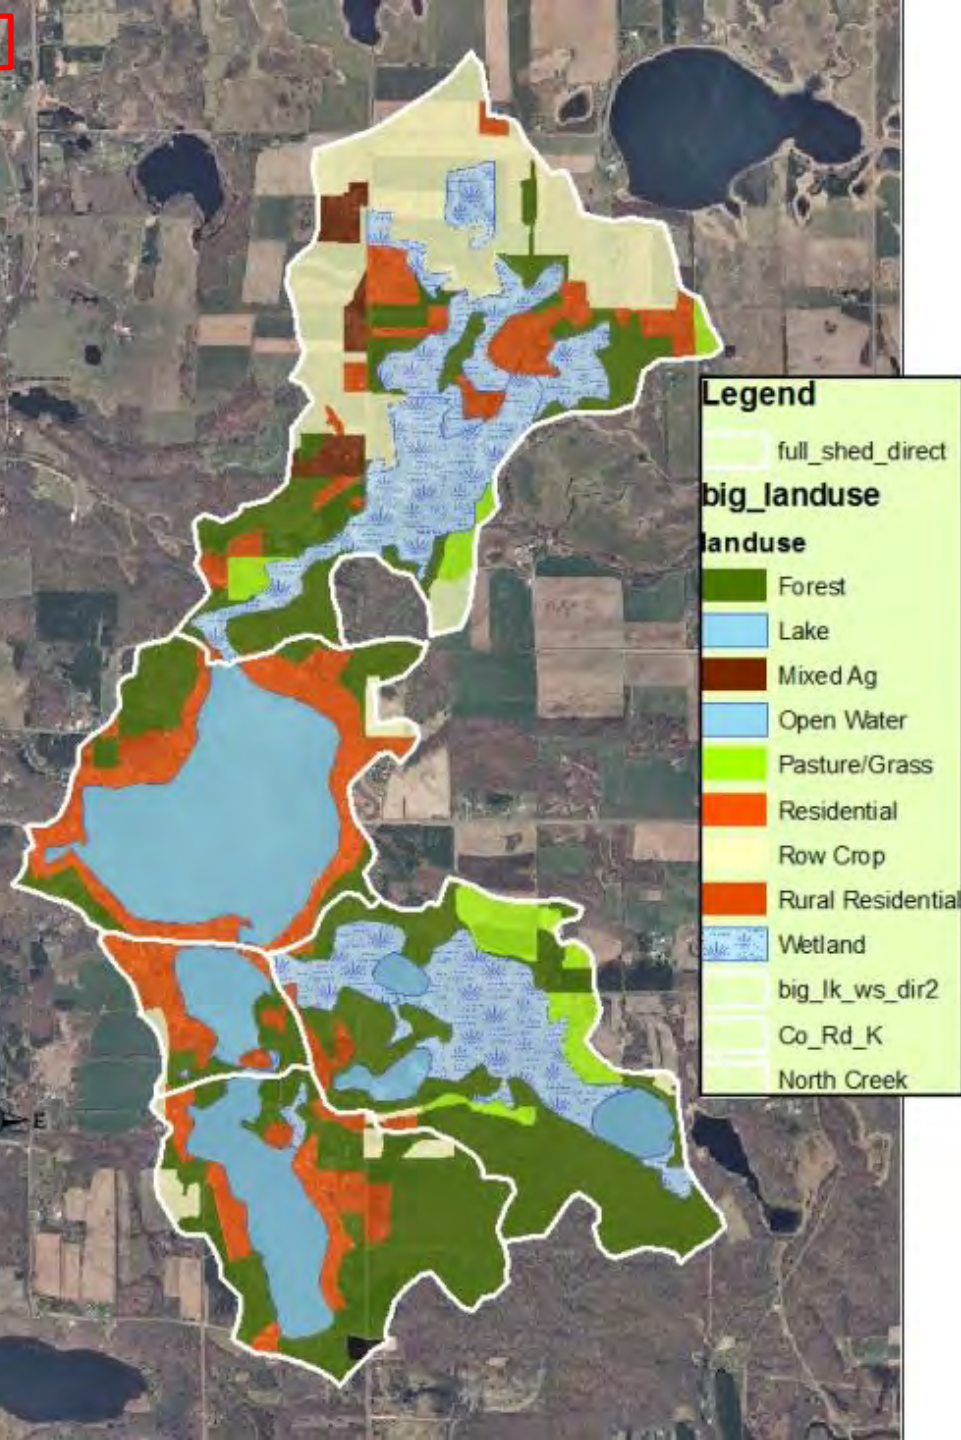 Legend
full_shed_direct
big_landuse
landuse
Forest
Lake
Mixed Ag
Open Water
Pasture/Grass
Residential
Row Crop
Rural Residential
Wetland
big_lk_ws_dir2
Co_Rd_K
North Creek
E